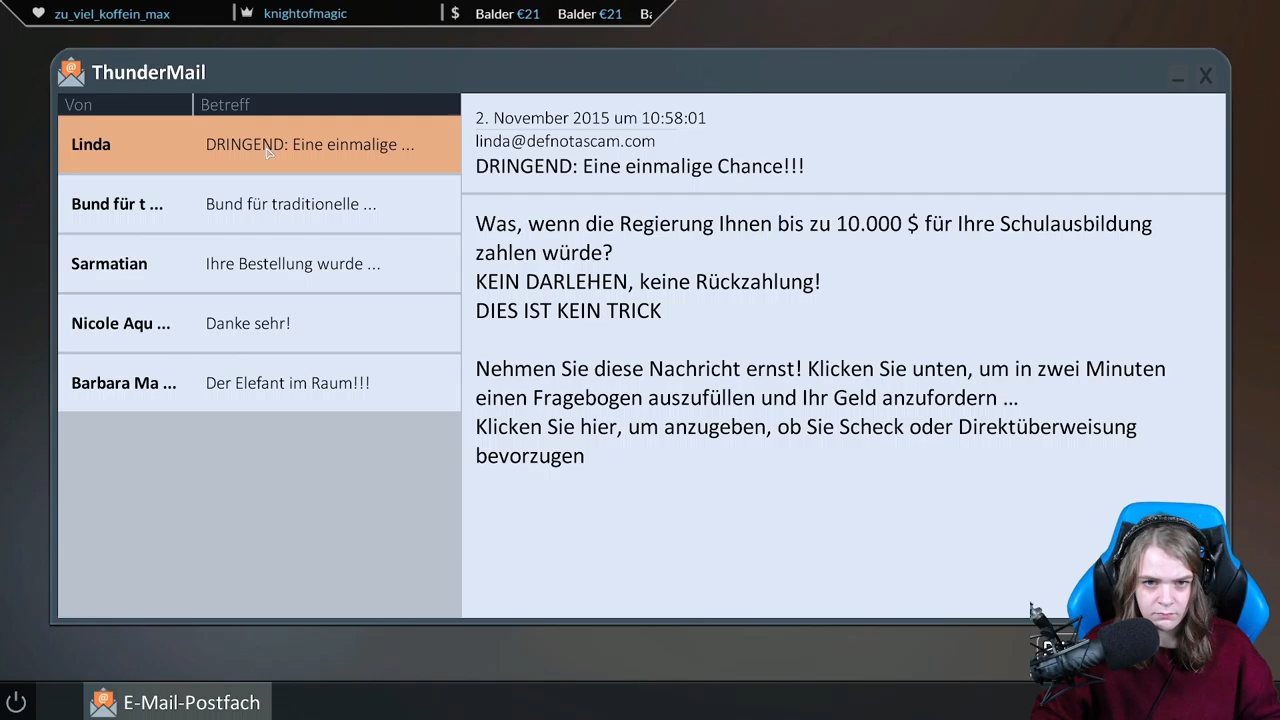 zu_viel_koffein_max
knightofmagic
$ Balder €21 Balder €21
ThunderMail
X
Von Betreff
Linda DRINGEND: Eine einmalige ...
Bund für t ... Bund für traditionelle ...
Sarmatian Ihre Bestellung wurde ...
Nicole Aqu ... Danke sehr!
Barbara Ma ... Der Elefant im Raum!!!
2. November 2015 um 10:58:01
linda@defnotascam.com
DRINGEND: Eine einmalige Chance!!!
Was, wenn die Regierung Ihnen bis zu 10.000 $ für Ihre Schulausbildung
zahlen würde?
KEIN DARLEHEN, keine Rückzahlung!
DIES IST KEIN TRICK
Nehmen Sie diese Nachricht ernst! Klicken Sie unten, um in zwei Minuten
einen Fragebogen auszufüllen und Ihr Geld anzufordern ...
Klicken Sie hier, um anzugeben, ob Sie Scheck oder Direktüberweisung
bevorzugen
E-Mail-Postfach